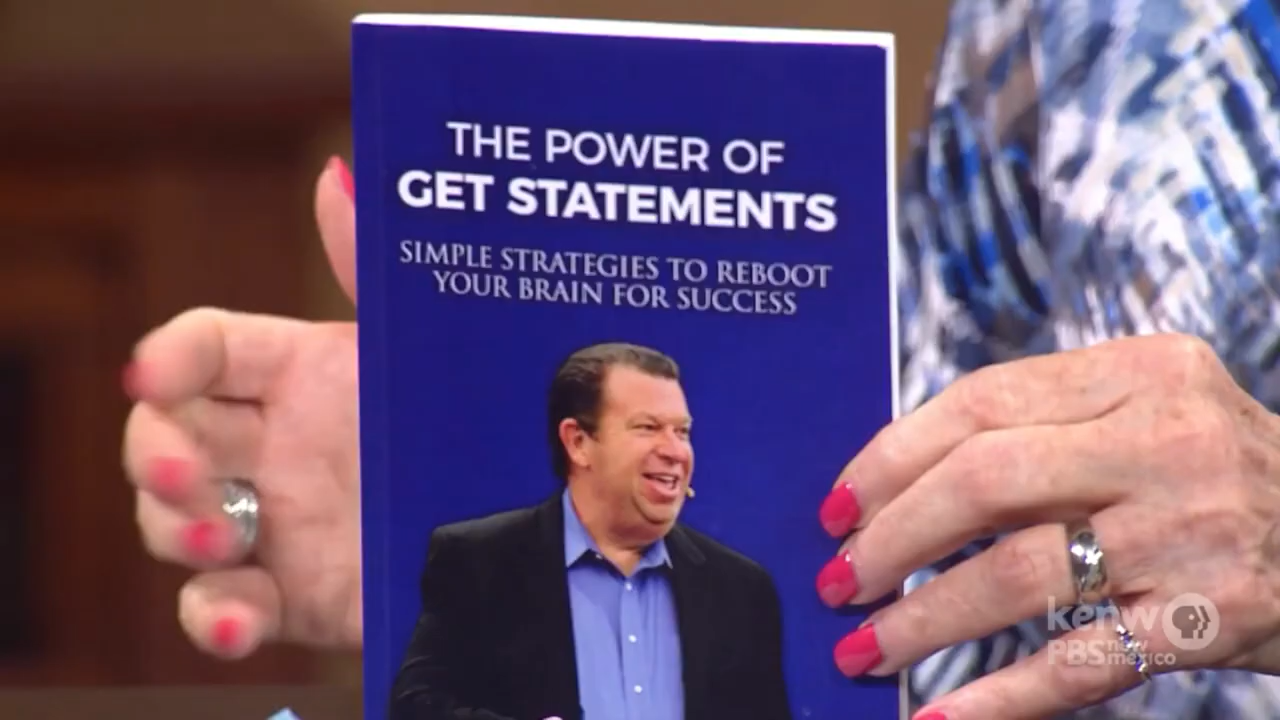 THE POWER OF
GET STATEMENTS
SIMPLE STRATEGIES TO REBOOT
YOUR BRAIN FOR SUCCESS
kenw
PBS new mexico